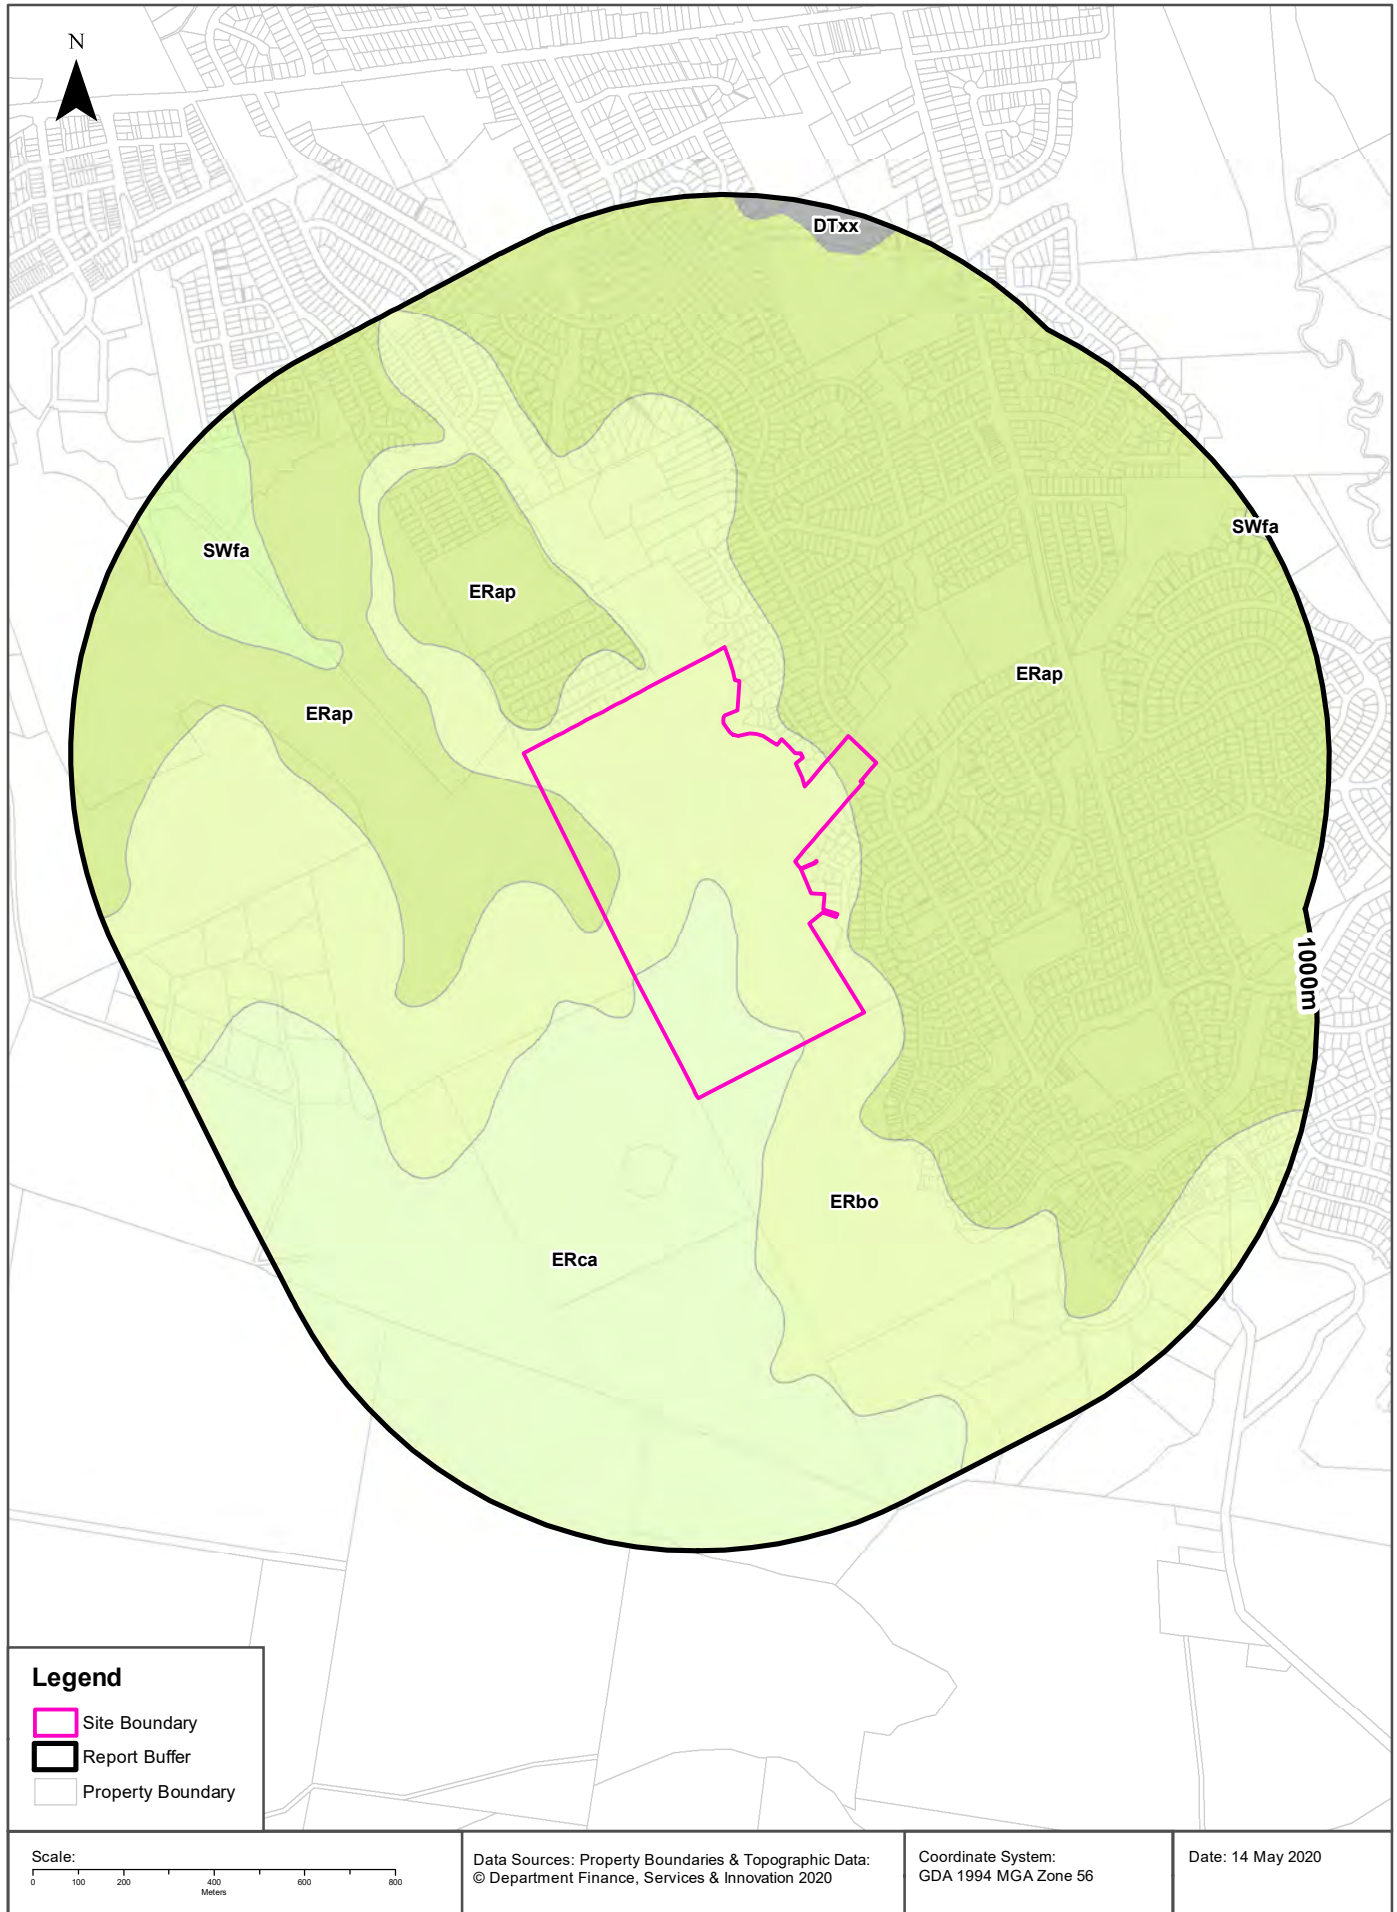 N
DTxx
SWfa
SWfa
ERap
ERap
ERap
1000m
ERbo
ERca
Legend
Site Boundary
Report Buffer
Property Boundary
Scale:
0 100 200 400 600 800
Meters
Data Sources: Property Boundaries & Topographic Data:
© Department Finance, Services & Innovation 2020
Coordinate System:
GDA 1994 MGA Zone 56
Date: 14 May 2020